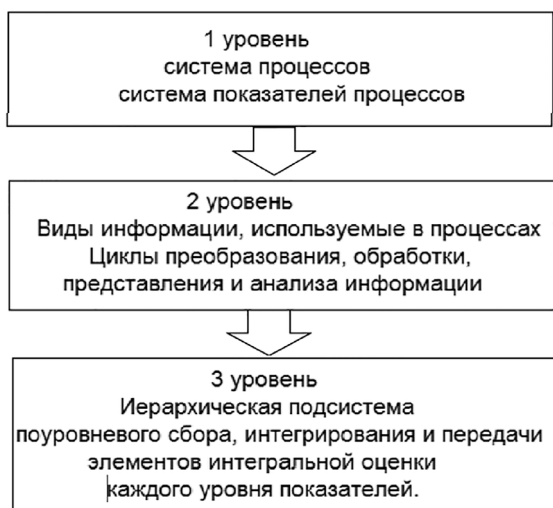 1 уровень
система процессов
система показателей процессов
2 уровень
Виды информации, используемые в процессах
Циклы преобразования, обработки,
представления и анализа информации
3 уровень
Иерархическая подсистема
поуровневого сбора, интегрирования и передачи
элементов интегральной оценки
каждого уровня показателей.